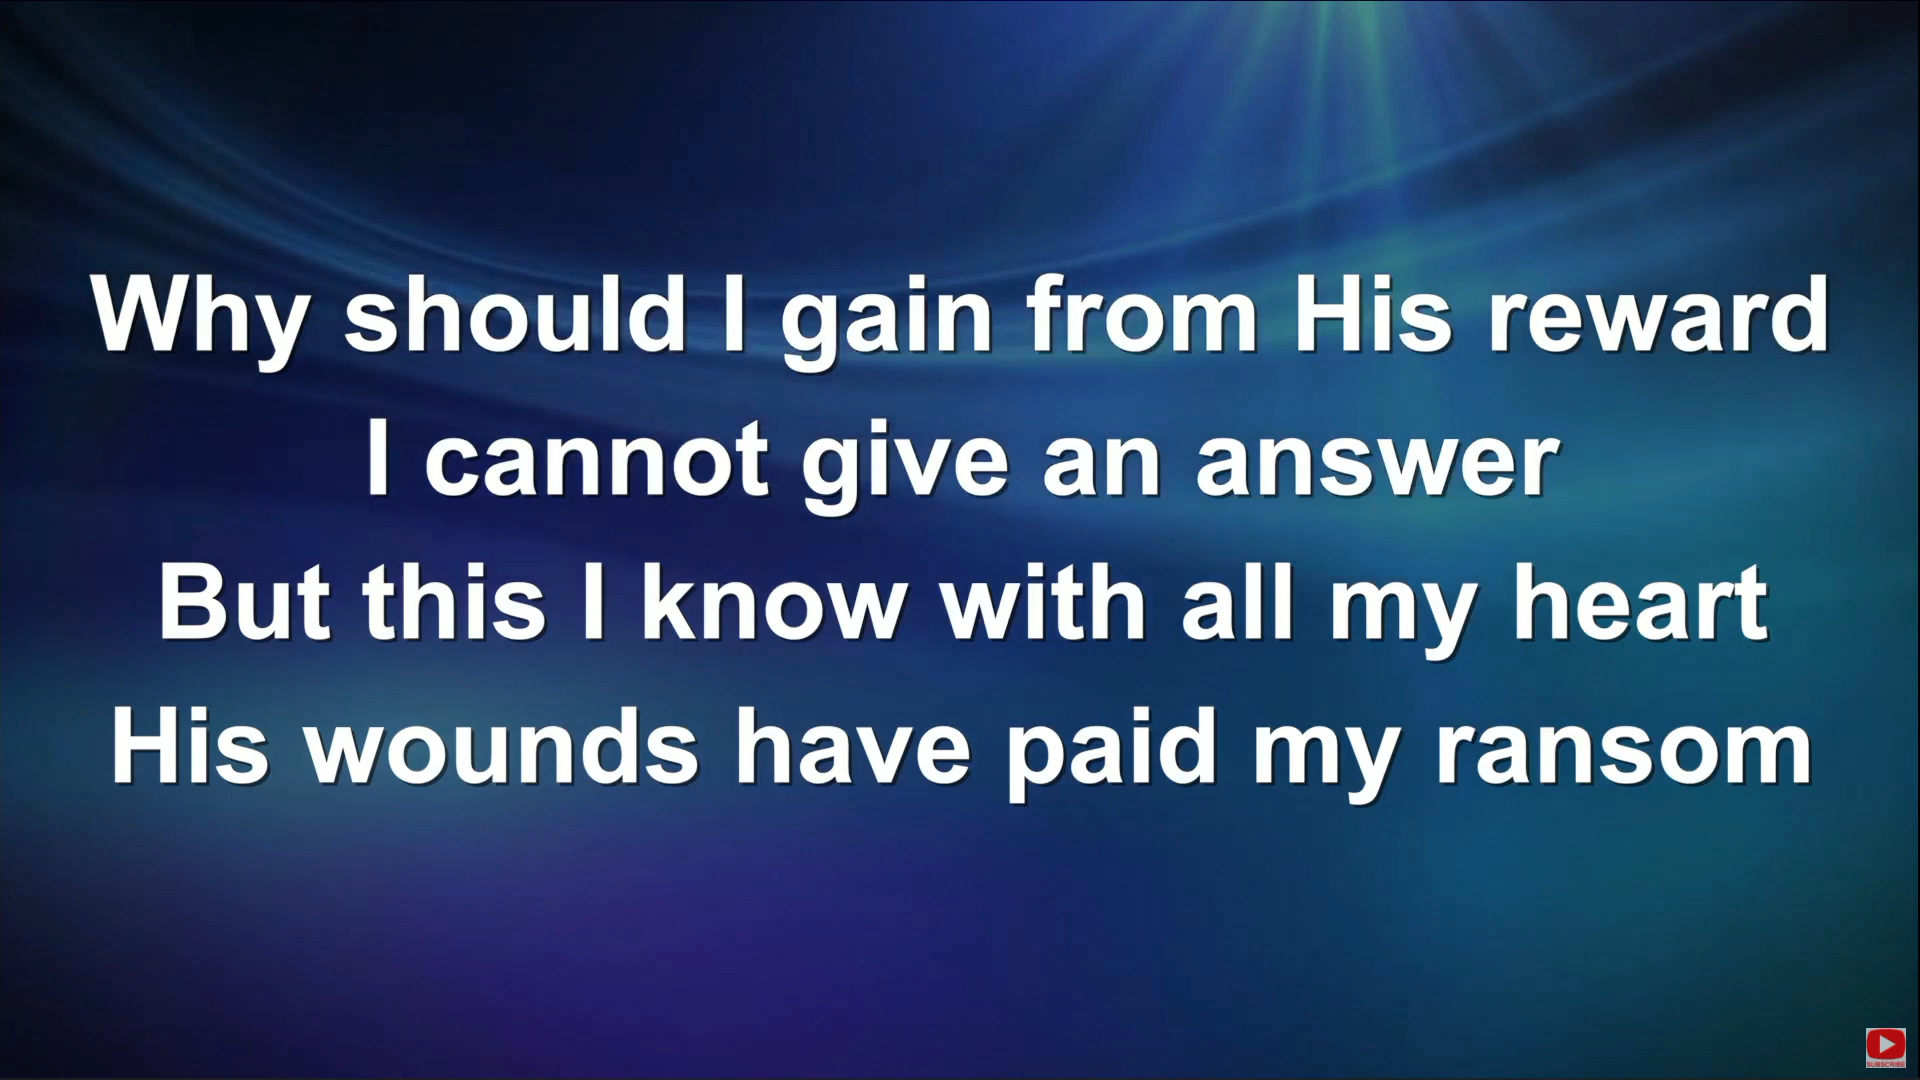 Why should I gain from His reward
I cannot give an answer
But this I know with all my heart
His wounds have paid my ransom
SUBSCRIBE